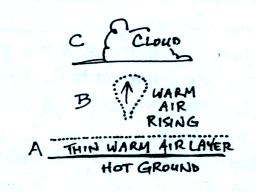 C CLOUD
B WARM
AIR
RISING
A THIN WARM AIR LAYER
HOT GROUND